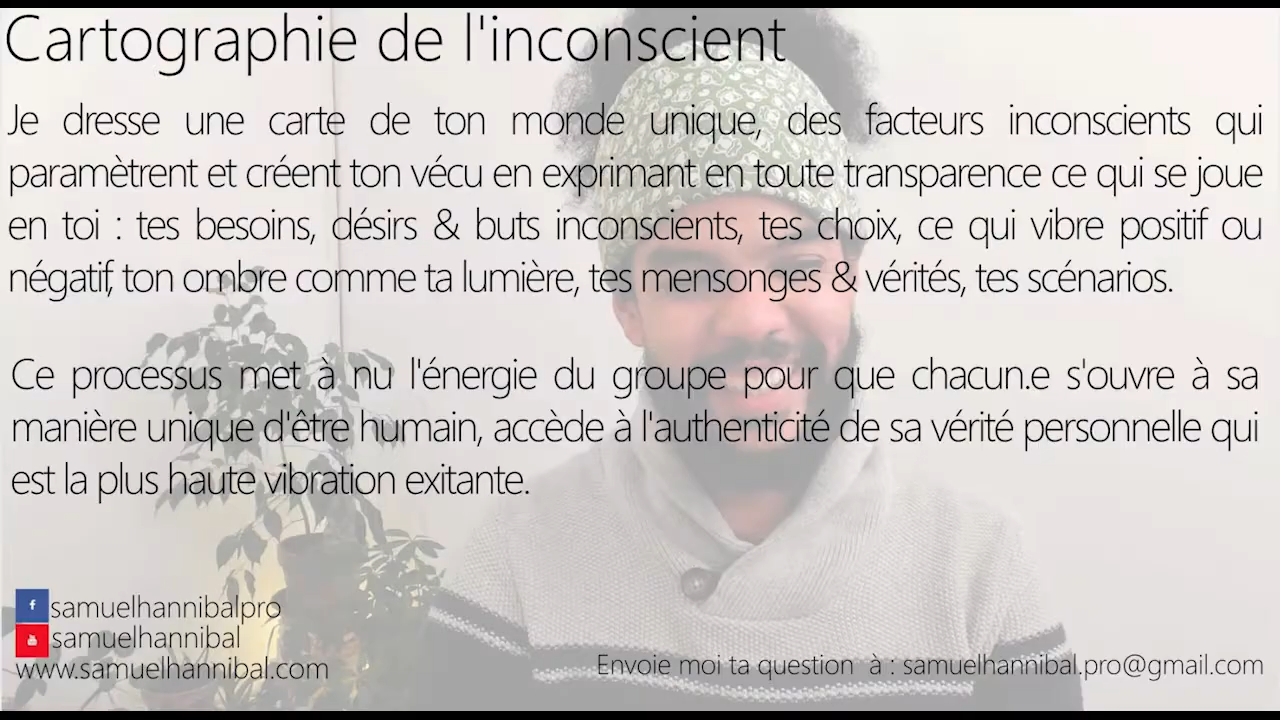 Cartographie de l'inconscient
Je dresse une carte de ton monde unique, des facteurs inconscients qui
paramètrent et créent ton vécu en exprimant en toute transparence ce qui se joue
en toi : tes besoins, désirs & buts inconscients, tes choix, ce qui vibre positif ou
négatif, ton ombre comme ta lumière, tes mensonges & vérités, tes scénarios.
Ce processus met à nu l'énergie du groupe pour que chacun.e s'ouvre à sa
manière unique d'être humain, accède à l'authenticité de sa vérité personnelle qui
est la plus haute vibration exitante.
f samuelhannibalpro
samuelhannibal
www.samuelhannibal.com
Envoie moi ta question à : samuelhannibal.pro@gmail.com